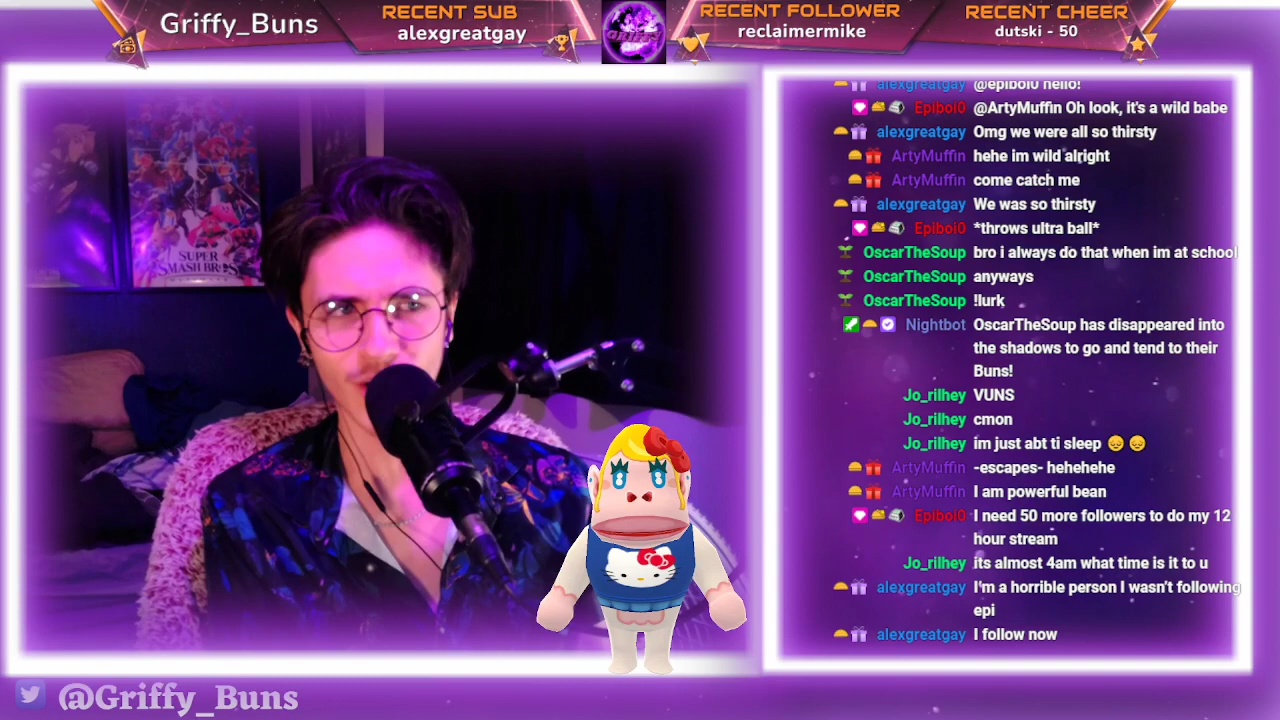 Griffy_Buns
RECENT SUB
alexgreatgay
RECENT FOLLOWER
reclaimermike
RECENT CHEER
dutski - 50
SUPER
SMASH BROS
alexgreatgay @epiboi0 hello!
Epiboi0 @ArtyMuffin Oh look, it's a wild babe
alexgreatgay Omg we were all so thirsty
ArtyMuffin hehe im wild alright
ArtyMuffin come catch me
alexgreatgay We was so thirsty
Epiboi0 *throws ultra ball*
OscarTheSoup bro i always do that when im at school
OscarTheSoup anyways
OscarTheSoup !lurk
Nightbot OscarTheSoup has disappeared into
the shadows to go and tend to their
Buns!
Jo_rilhey VUNS
Jo_rilhey cmon
Jo_rilhey im just abt ti sleep 😔 😔
ArtyMuffin -escapes- hehehehe
ArtyMuffin I am powerful bean
Epiboi0 I need 50 more followers to do my 12
hour stream
Jo_rilhey its almost 4am what time is it to u
alexgreatgay I'm a horrible person I wasn't following
epi
alexgreatgay I follow now
@Griffy_Buns